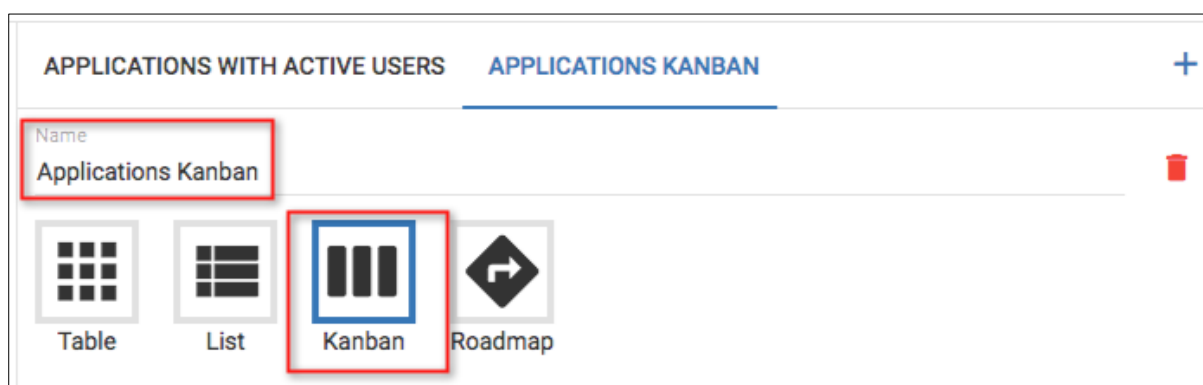 APPLICATIONS WITH ACTIVE USERS APPLICATIONS KANBAN
Name
Applications Kanban
Table List Kanban Roadmap